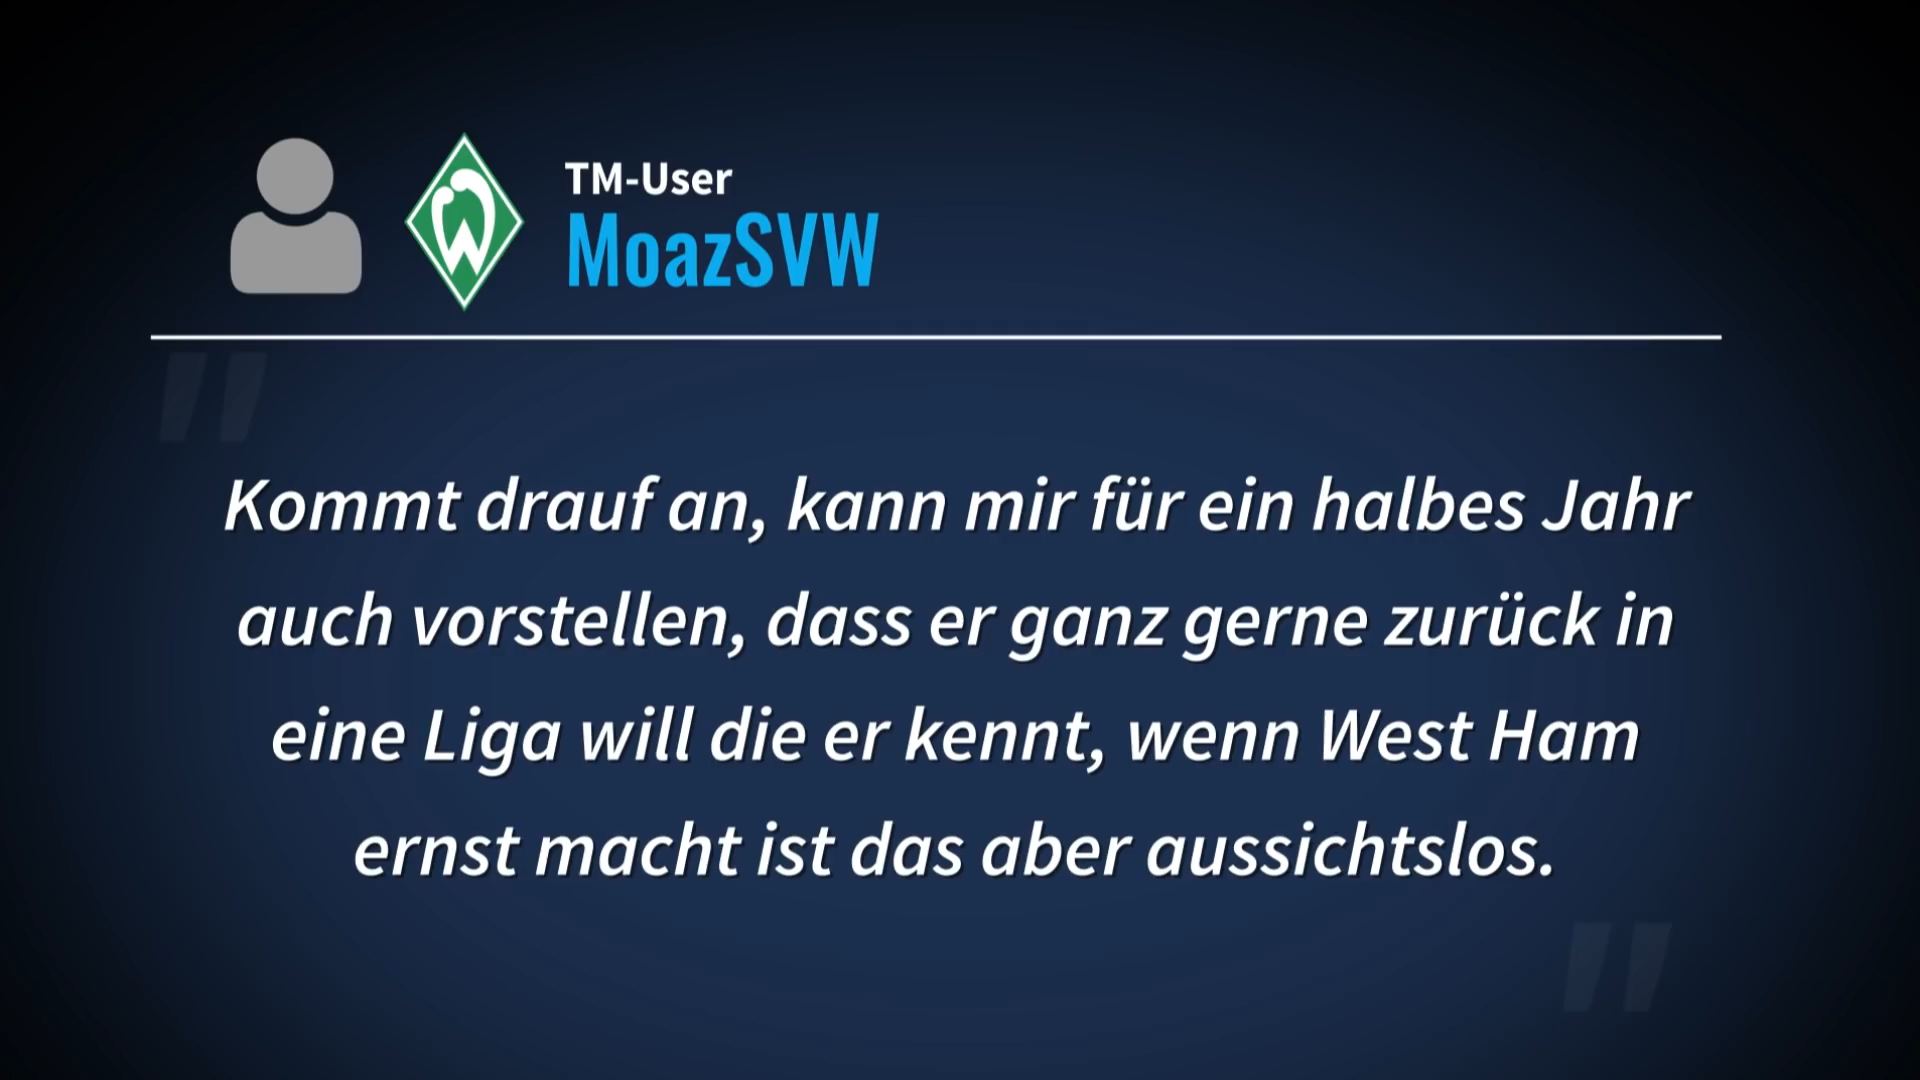 TM-User
MoazSVW
"
Kommt drauf an, kann mir für ein halbes Jahr
auch vorstellen, dass er ganz gerne zurück in
eine Liga will die er kennt, wenn West Ham
ernst macht ist das aber aussichtslos.
"